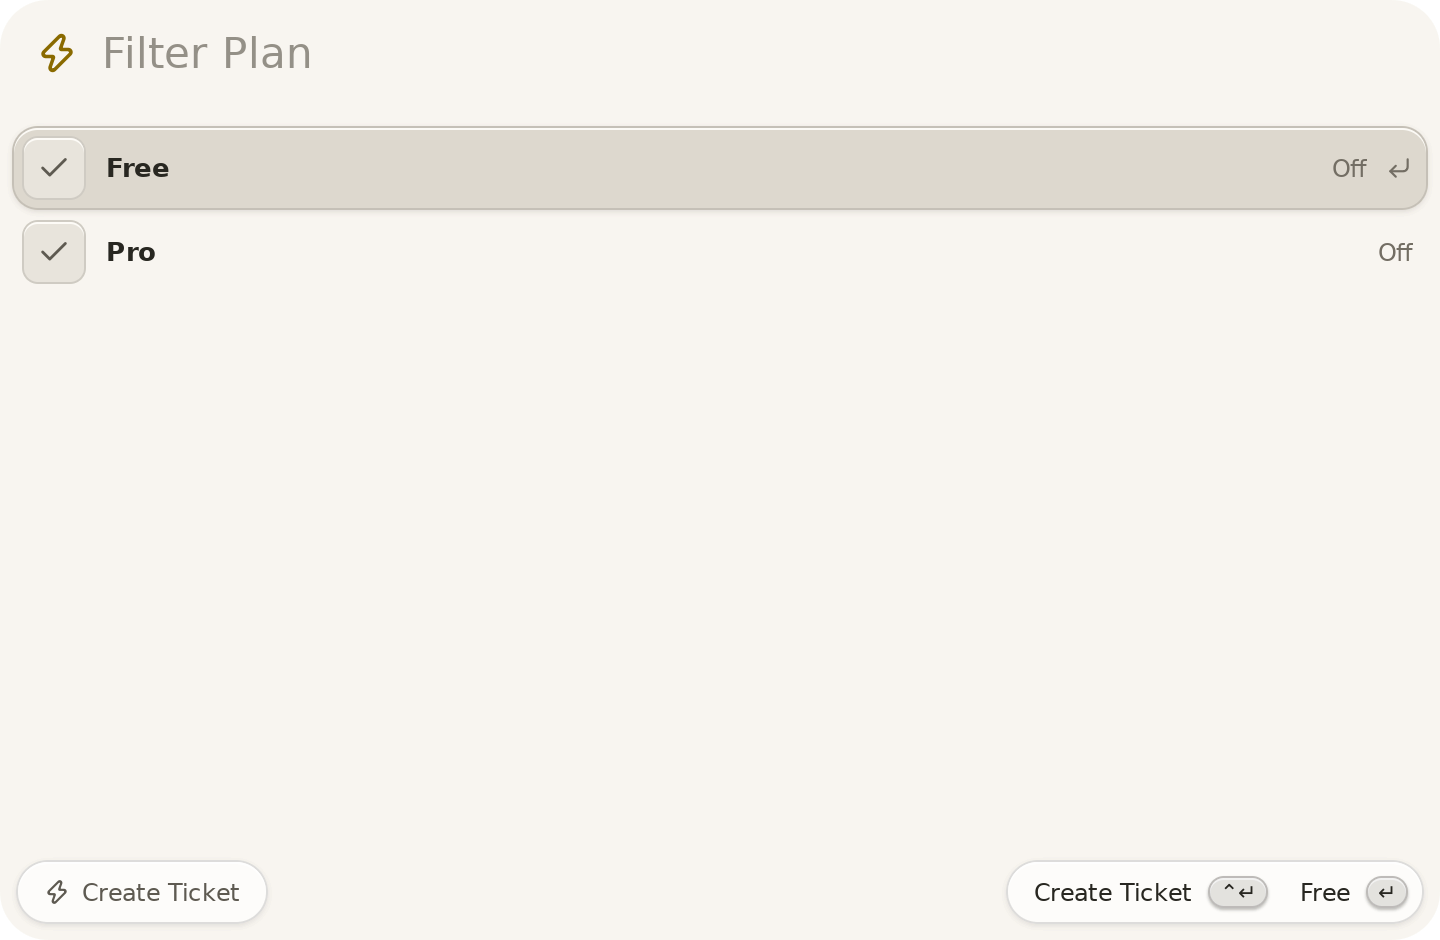 Filter Plan
Free Off
Pro Off
Create Ticket
Create Ticket ^↵ Free ↵